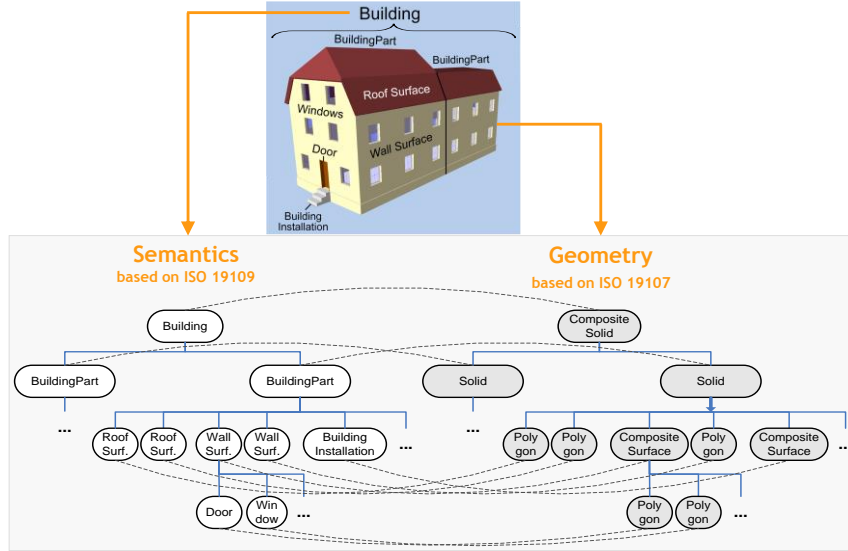 Building
BuildingPart
BuildingPart
Roof Surface
Windows
Wall Surface
Door
Building
Installation
Semantics
based on ISO 19109
Geometry
based on ISO 19107
Building
Composite
Solid
BuildingPart
BuildingPart
Solid
Solid
...
...
Roof
Surf.
Roof
Surf.
Wall
Surf.
Wall
Surf.
Building
Installation
...
Poly
gon
Poly
gon
Composite
Surface
Poly
gon
Composite
Surface
...
Door
Win
dow
...
Poly
gon
Poly
gon
...